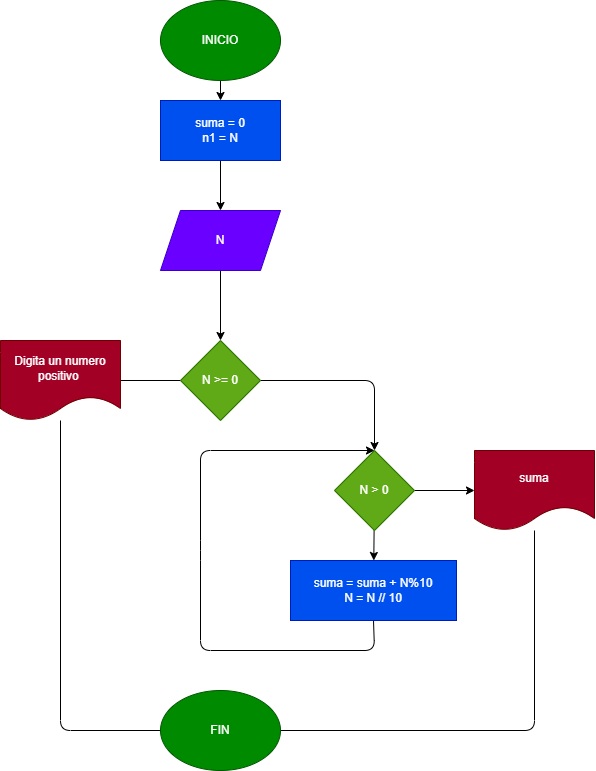 INICIO
suma = 0
n1 = N
N
Digita un numero
positivo
N >= 0
N > 0
suma
suma = suma + N%10
N = N // 10
FIN